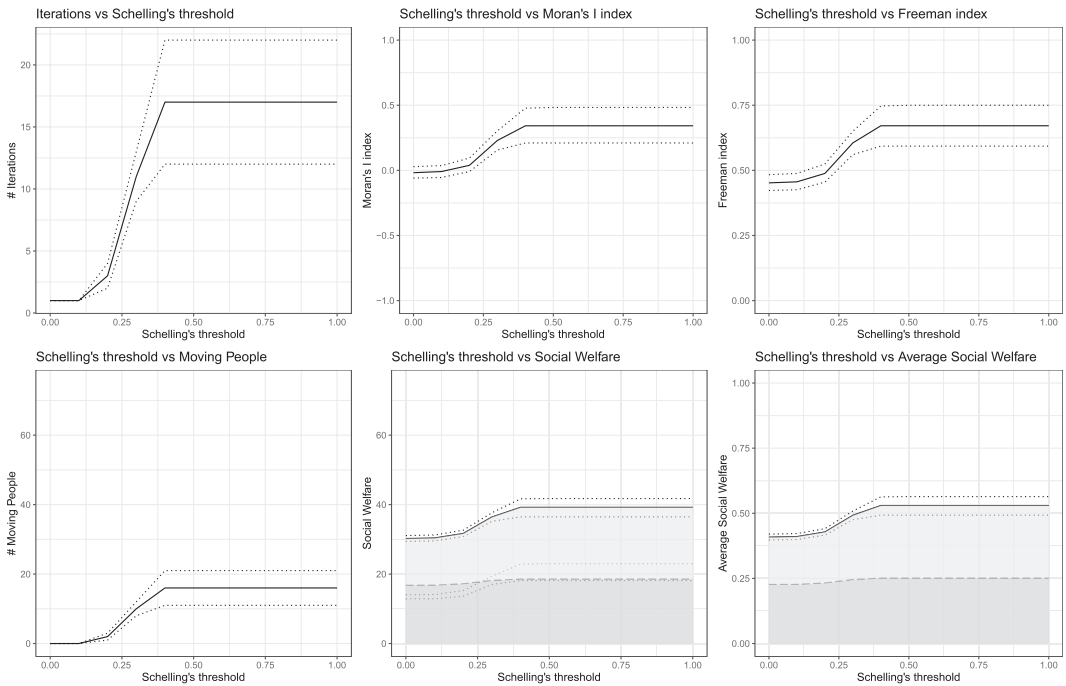 Iterations vs Schelling's threshold
# Iterations
20
15
10
5
0
0.00 0.25 0.50 0.75 1.00
Schelling's threshold
Schelling's threshold vs Moran's I index
Moran's I index
1.0
0.5
0.0
−0.5
−1.0
0.00 0.25 0.50 0.75 1.00
Schelling's threshold
Schelling's threshold vs Freeman index
Freeman index
1.00
0.75
0.50
0.25
0.00
0.00 0.25 0.50 0.75 1.00
Schelling's threshold
Schelling's threshold vs Moving People
# Moving People
60
40
20
0
0.00 0.25 0.50 0.75 1.00
Schelling's threshold
Schelling's threshold vs Social Welfare
Social Welfare
60
40
20
0
0.00 0.25 0.50 0.75 1.00
Schelling's threshold
Schelling's threshold vs Average Social Welfare
Average Social Welfare
1.00
0.75
0.50
0.25
0.00
0.00 0.25 0.50 0.75 1.00
Schelling's threshold